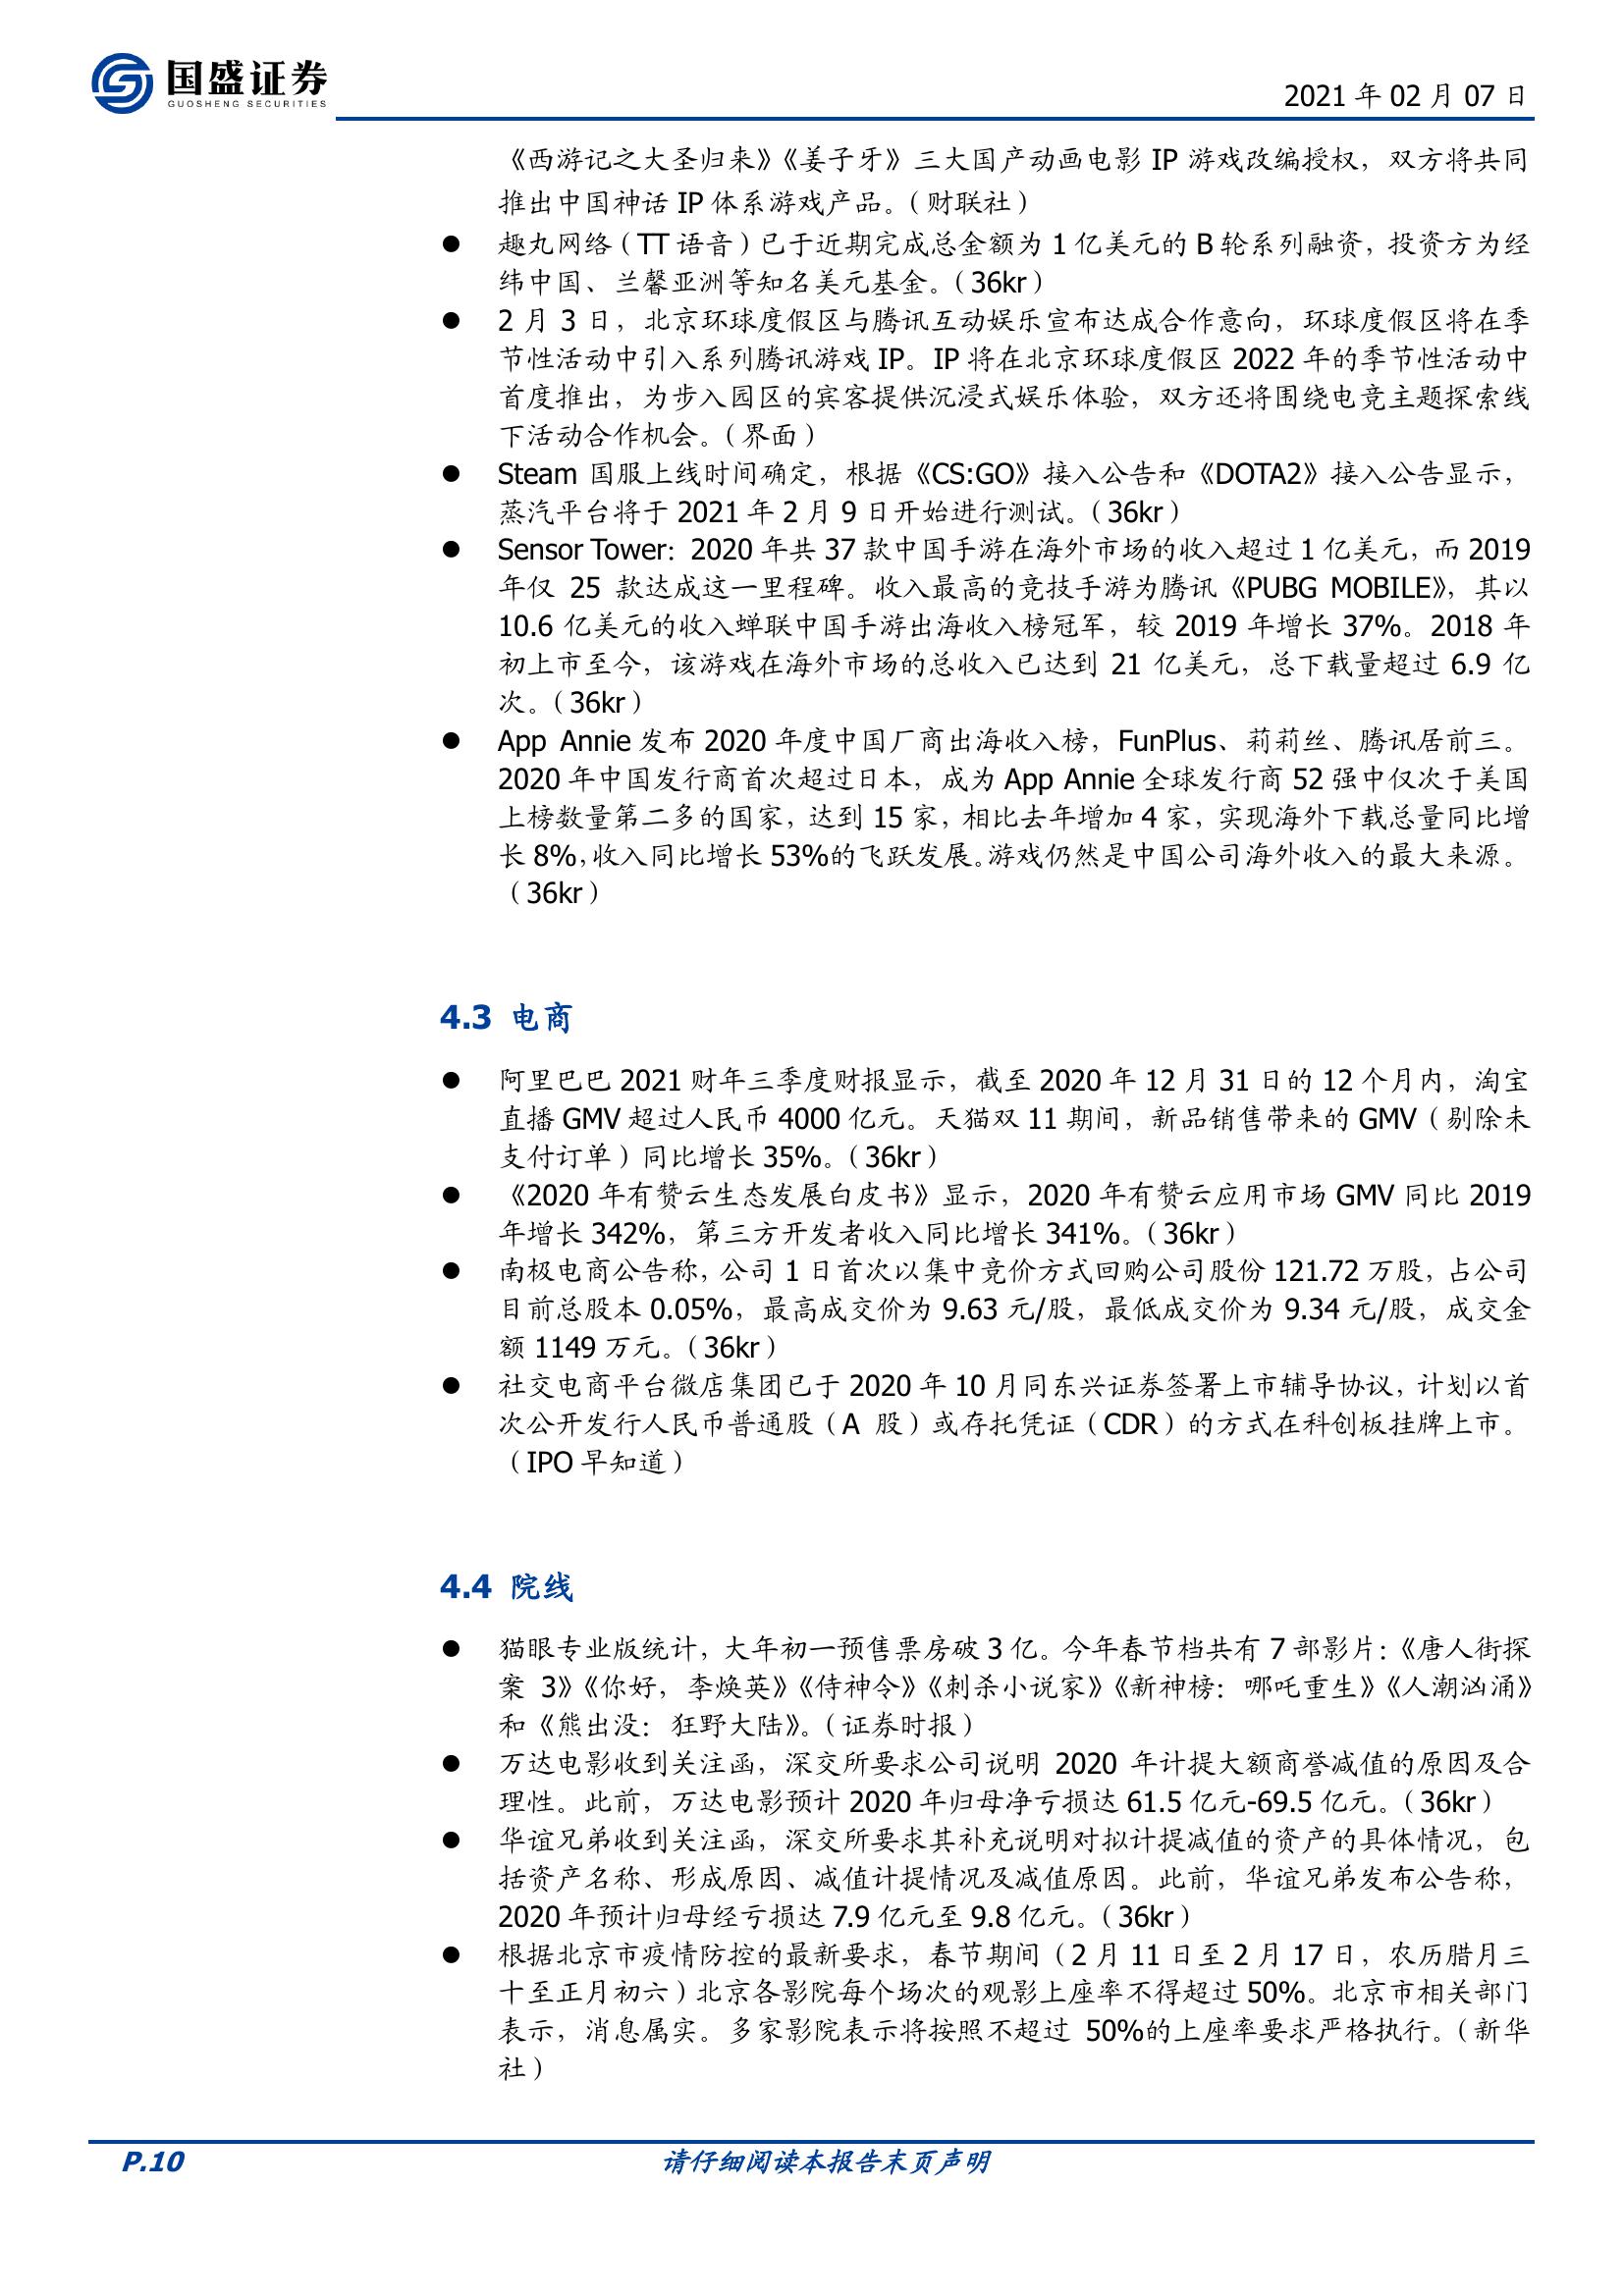 国盛证券
GUOSHENG SECURITIES
2021 年 02 月 07 日
《西游记之大圣归来》《姜子牙》三大国产动画电影 IP 游戏改编授权，双方将共同
推出中国神话 IP 体系游戏产品。（财联社）
● 趣丸网络（TT 语音）已于近期完成总金额为 1 亿美元的 B 轮系列融资，投资方为经
纬中国、兰馨亚洲等知名美元基金。（36kr）
● 2 月 3 日，北京环球度假区与腾讯互动娱乐宣布达成合作意向，环球度假区将在季
节性活动中引入系列腾讯游戏 IP。IP 将在北京环球度假区 2022 年的季节性活动中
首度推出，为步入园区的宾客提供沉浸式娱乐体验，双方还将围绕电竞主题探索线
下活动合作机会。（界面）
● Steam 国服上线时间确定，根据《CS:GO》接入公告和《DOTA2》接入公告显示，
蒸汽平台将于 2021 年 2 月 9 日开始进行测试。（36kr）
● Sensor Tower：2020 年共 37 款中国手游在海外市场的收入超过 1 亿美元，而 2019
年仅 25 款达成这一里程碑。收入最高的竞技手游为腾讯《PUBG MOBILE》，其以
10.6 亿美元的收入蝉联中国手游出海收入榜冠军，较 2019 年增长 37%。2018 年
初上市至今，该游戏在海外市场的总收入已达到 21 亿美元，总下载量超过 6.9 亿
次。（36kr）
● App Annie 发布 2020 年度中国厂商出海收入榜，FunPlus、莉莉丝、腾讯居前三。
2020 年中国发行商首次超过日本，成为 App Annie 全球发行商 52 强中仅次于美国
上榜数量第二多的国家，达到 15 家，相比去年增加 4 家，实现海外下载总量同比增
长 8%，收入同比增长 53%的飞跃发展。游戏仍然是中国公司海外收入的最大来源。
（36kr）
4.3 电商
● 阿里巴巴 2021 财年三季度财报显示，截至 2020 年 12 月 31 日的 12 个月内，淘宝
直播 GMV 超过人民币 4000 亿元。天猫双 11 期间，新品销售带来的 GMV（剔除未
支付订单）同比增长 35%。（36kr）
● 《2020 年有赞云生态发展白皮书》显示，2020 年有赞云应用市场 GMV 同比 2019
年增长 342%，第三方开发者收入同比增长 341%。（36kr）
● 南极电商公告称，公司 1 日首次以集中竞价方式回购公司股份 121.72 万股，占公司
目前总股本 0.05%，最高成交价为 9.63 元/股，最低成交价为 9.34 元/股，成交金
额 1149 万元。（36kr）
● 社交电商平台微店集团已于 2020 年 10 月同东兴证券签署上市辅导协议，计划以首
次公开发行人民币普通股（A 股）或存托凭证（CDR）的方式在科创板挂牌上市。
（IPO 早知道）
4.4 院线
● 猫眼专业版统计，大年初一预售票房破 3 亿。今年春节档共有 7 部影片：《唐人街探
案 3》《你好，李焕英》《侍神令》《刺杀小说家》《新神榜：哪吒重生》《人潮汹涌》
和《熊出没：狂野大陆》。（证券时报）
● 万达电影收到关注函，深交所要求公司说明 2020 年计提大额商誉减值的原因及合
理性。此前，万达电影预计 2020 年归母净亏损达 61.5 亿元-69.5 亿元。（36kr）
● 华谊兄弟收到关注函，深交所要求其补充说明对拟计提减值的资产的具体情况，包
括资产名称、形成原因、减值计提情况及减值原因。此前，华谊兄弟发布公告称，
2020 年预计归母经亏损达 7.9 亿元至 9.8 亿元。（36kr）
● 根据北京市疫情防控的最新要求，春节期间（2 月 11 日至 2 月 17 日，农历腊月三
十至正月初六）北京各影院每个场次的观影上座率不得超过 50%。北京市相关部门
表示，消息属实。多家影院表示将按照不超过 50%的上座率要求严格执行。（新华
社）
P.10
请仔细阅读本报告末页声明